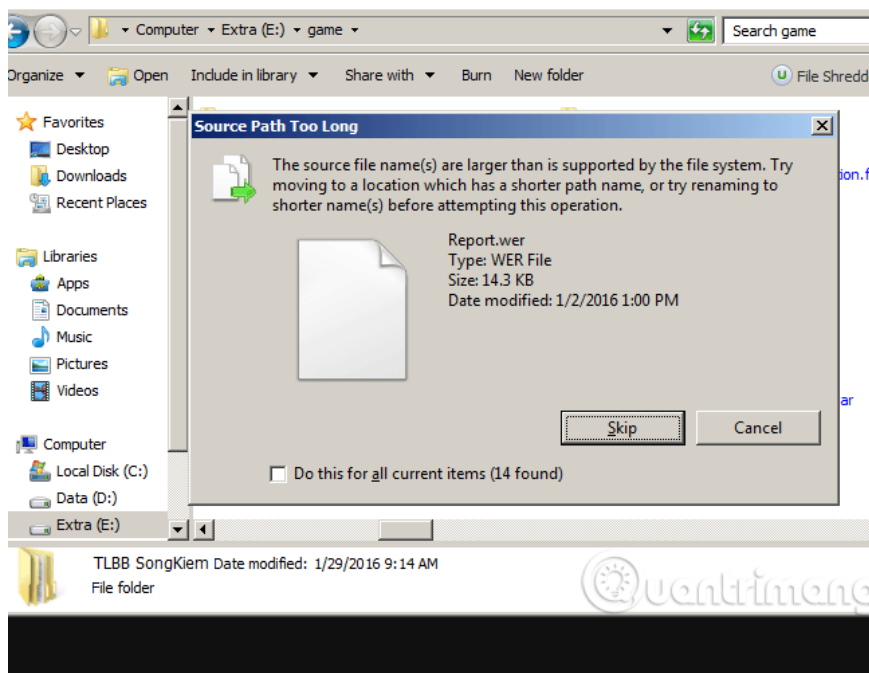 Computer Extra (E:) game
Search game
Organize Open Include in library Share with Burn New folder
Favorites
Desktop
Downloads
Recent Places
Libraries
Apps
Documents
Music
Pictures
Videos
Computer
Local Disk (C:)
Data (D:)
Extra (E:)
Source Path Too Long
The source file name(s) are larger than is supported by the file system. Try
moving to a location which has a shorter path name, or try renaming to
shorter name(s) before attempting this operation.
Report.wer
Type: WER File
Size: 14.3 KB
Date modified: 1/2/2016 1:00 PM
Skip Cancel
Do this for all current items (14 found)
TLBB SongKiem Date modified: 1/29/2016 9:14 AM
File folder
Quantrimang